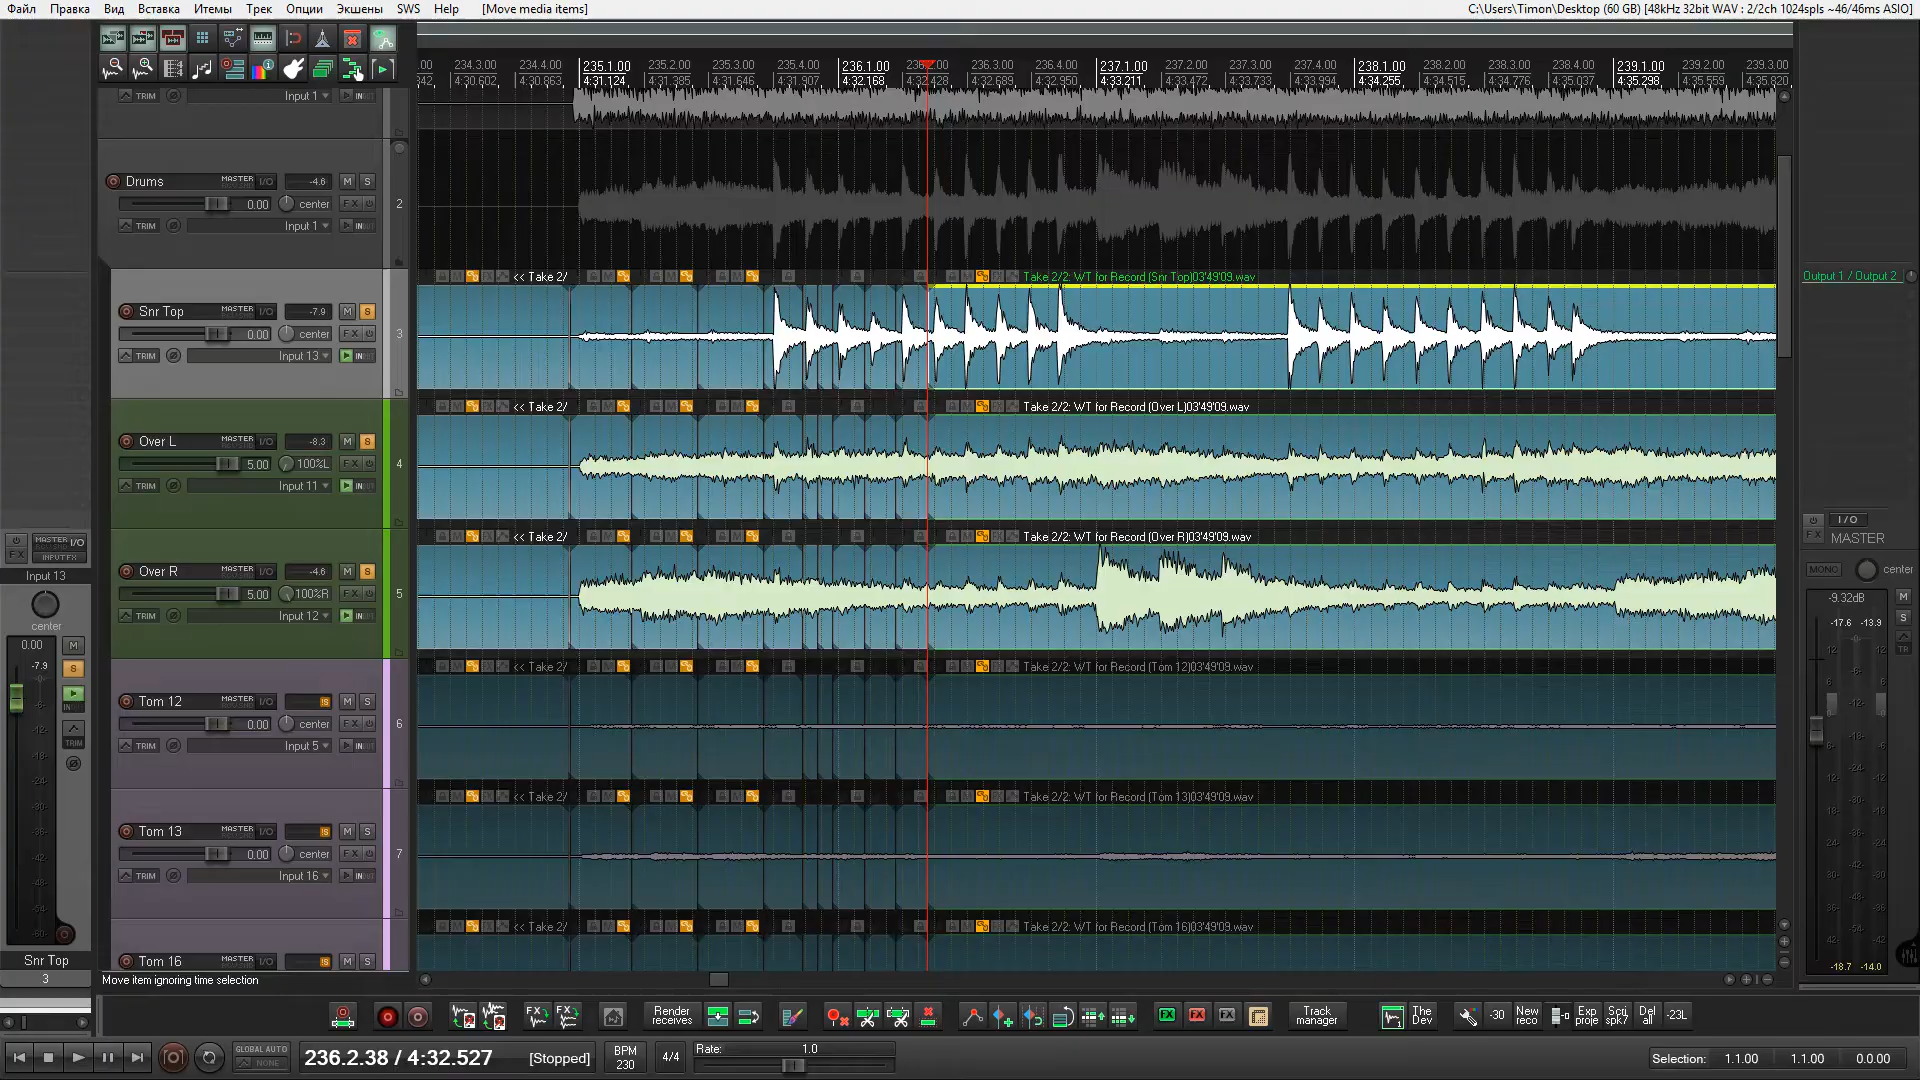 Файл Правка Вид Вставка Итемы Трек Опции Экшены SWS Help [Move media items] C:\Users\Timon\Desktop (60 GB) [48kHz 32bit WAV : 2/2ch 1024spls ~46/46ms ASIO]
234.3.00 234.4.00 235.1.00 235.2.00 235.3.00 235.4.00 236.1.00 236.3.00 236.4.00 237.1.00 237.2.00 237.3.00 237.4.00 238.1.00 238.2.00 238.3.00 238.4.00 239.1.00 239.2.00 239.3.00
4:30.602 4:30.863 4:31.124 4:31.385 4:31.646 4:31.907 4:32.168 4:32.689 4:32.950 4:33.211 4:33.472 4:33.733 4:33.994 4:34.255 4:34.515 4:34.776 4:35.037 4:35.298 4:35.559 4:35.820
TRIM Input 1 IN
Drums MASTER I/O -4.6 M S
0.00 center FX
TRIM Input 1 IN
2
<< Take 2/ Take 2/2: WT for Record (Snr Top)03'49'09.wav
Output 1 / Output 2
Snr Top MASTER I/O -7.9 M S
0.00 center FX
TRIM Input 13 IN
3
<< Take 2/ Take 2/2: WT for Record (Over L)03'49'09.wav
Over L MASTER I/O -8.3 M S
5.00 100%L FX
TRIM Input 11 IN
4
<< Take 2/ Take 2/2: WT for Record (Over R)03'49'09.wav
Over R MASTER I/O -4.6 M S
5.00 100%R FX
TRIM Input 12 IN
5
<< Take 2/ Take 2/2: WT for Record (Tom 12)03'49'09.wav
Tom 12 MASTER I/O M S
0.00 center FX
TRIM Input 5 IN
6
<< Take 2/ Take 2/2: WT for Record (Tom 13)03'49'09.wav
Tom 13 MASTER I/O M S
0.00 center FX
TRIM Input 16 IN
7
<< Take 2/ Take 2/2: WT for Record (Tom 16)03'49'09.wav
Tom 16 MASTER I/O M S
Move item ignoring time selection
MASTER I/O
FX INPUT FX
Input 13
center
0.00 M
-7.9 S
TRIM
Snr Top
3
I/O
FX MASTER
MONO center
-9.32dB M
-17.6 -13.9 S
TR
-18.7 -14.0
FX FX Render receives FX FX FX Track manager The Dev -30 New reco Exp proje Scri spk? Del all -23L
GLOBAL AUTO
NONE
236.2.38 / 4:32.527 [Stopped]
BPM
230
4/4
Rate: 1.0
Selection: 1.1.00 1.1.00 0.0.00